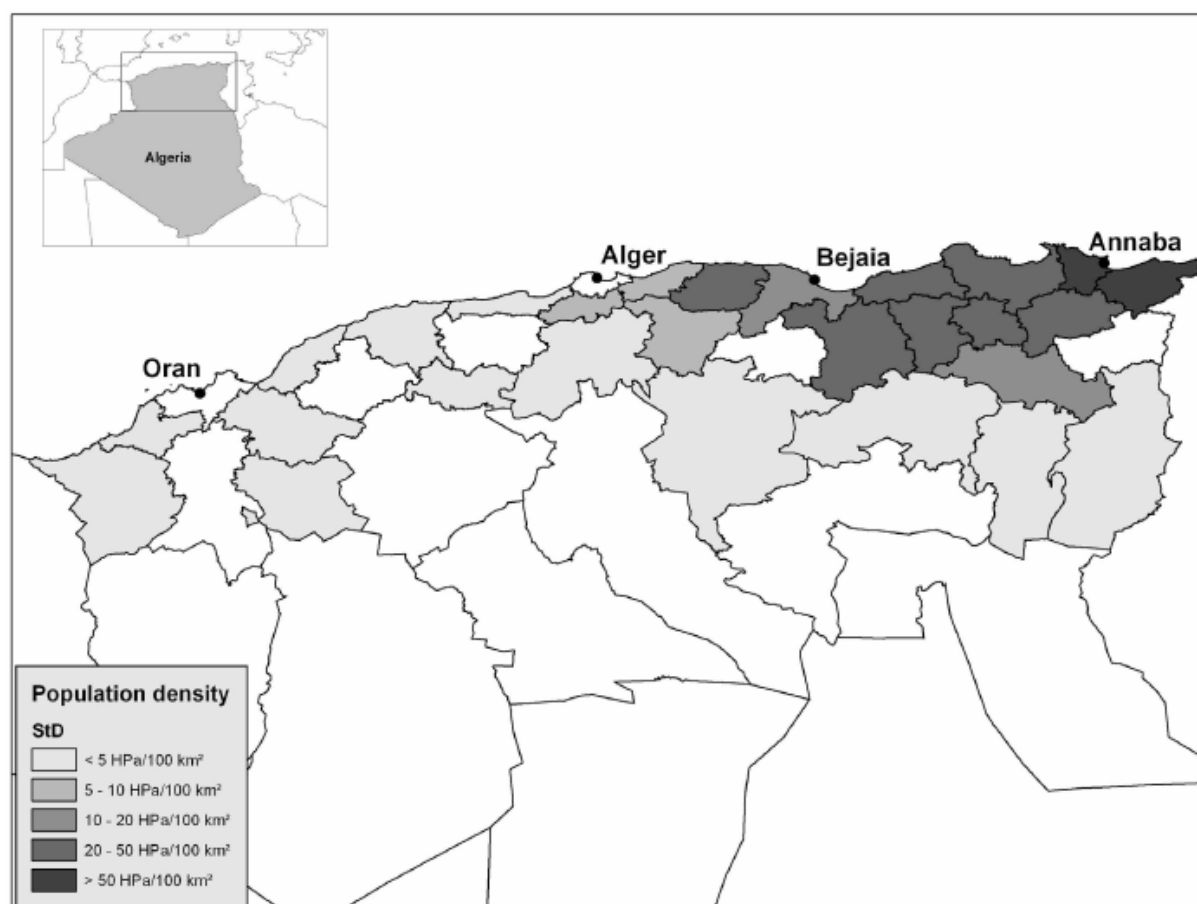 Algeria
Alger
Bejaia
Annaba
Oran
Population density
StD
< 5 HPa/100 km²
5 - 10 HPa/100 km²
10 - 20 HPa/100 km²
20 - 50 HPa/100 km²
> 50 HPa/100 km²